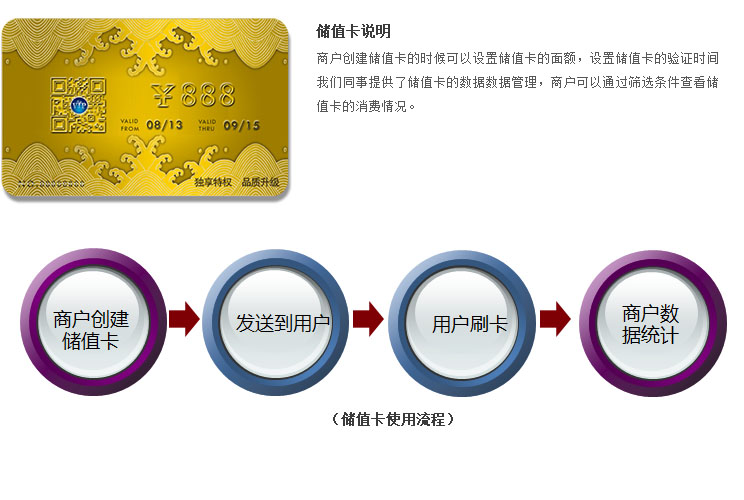 储值卡说明
商户创建储值卡的时候可以设置储值卡的面额，设置储值卡的验证时间
我们同事提供了储值卡的数据数据管理，商户可以通过筛选条件查看储
值卡的消费情况。
￥888
VIP
VALID FROM 08/13 VALID THRU 09/15
独享特权 品质升级
商户创建
储值卡
发送到用户
用户刷卡
商户数
据统计
（储值卡使用流程）